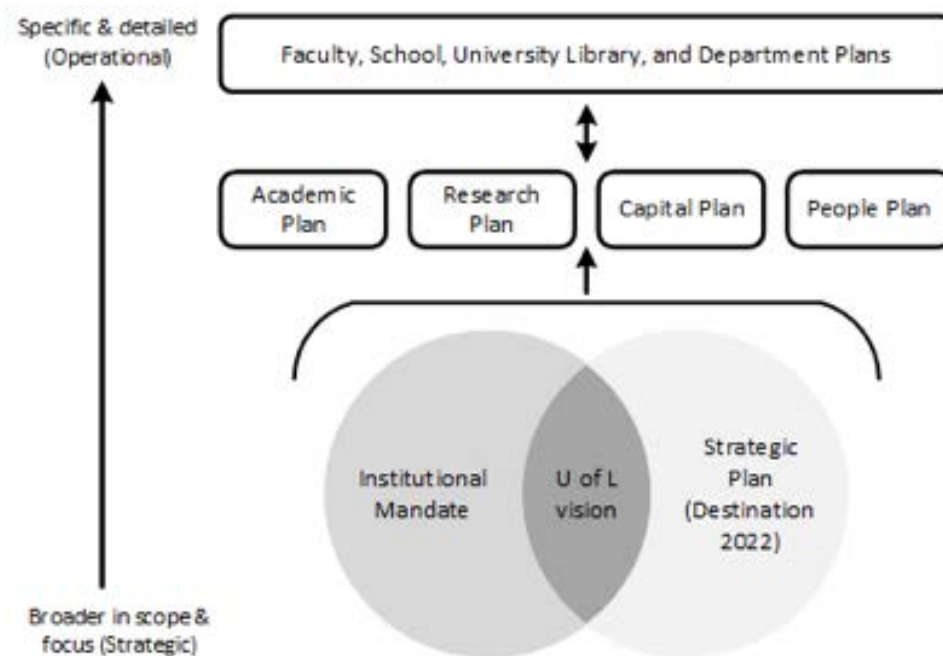 Specific & detailed
(Operational)
Faculty, School, University Library, and Department Plans
Academic
Plan
Research
Plan
Capital Plan
People Plan
Institutional
Mandate
U of L
vision
Strategic
Plan
(Destination
2022)
Broader in scope &
focus (Strategic)